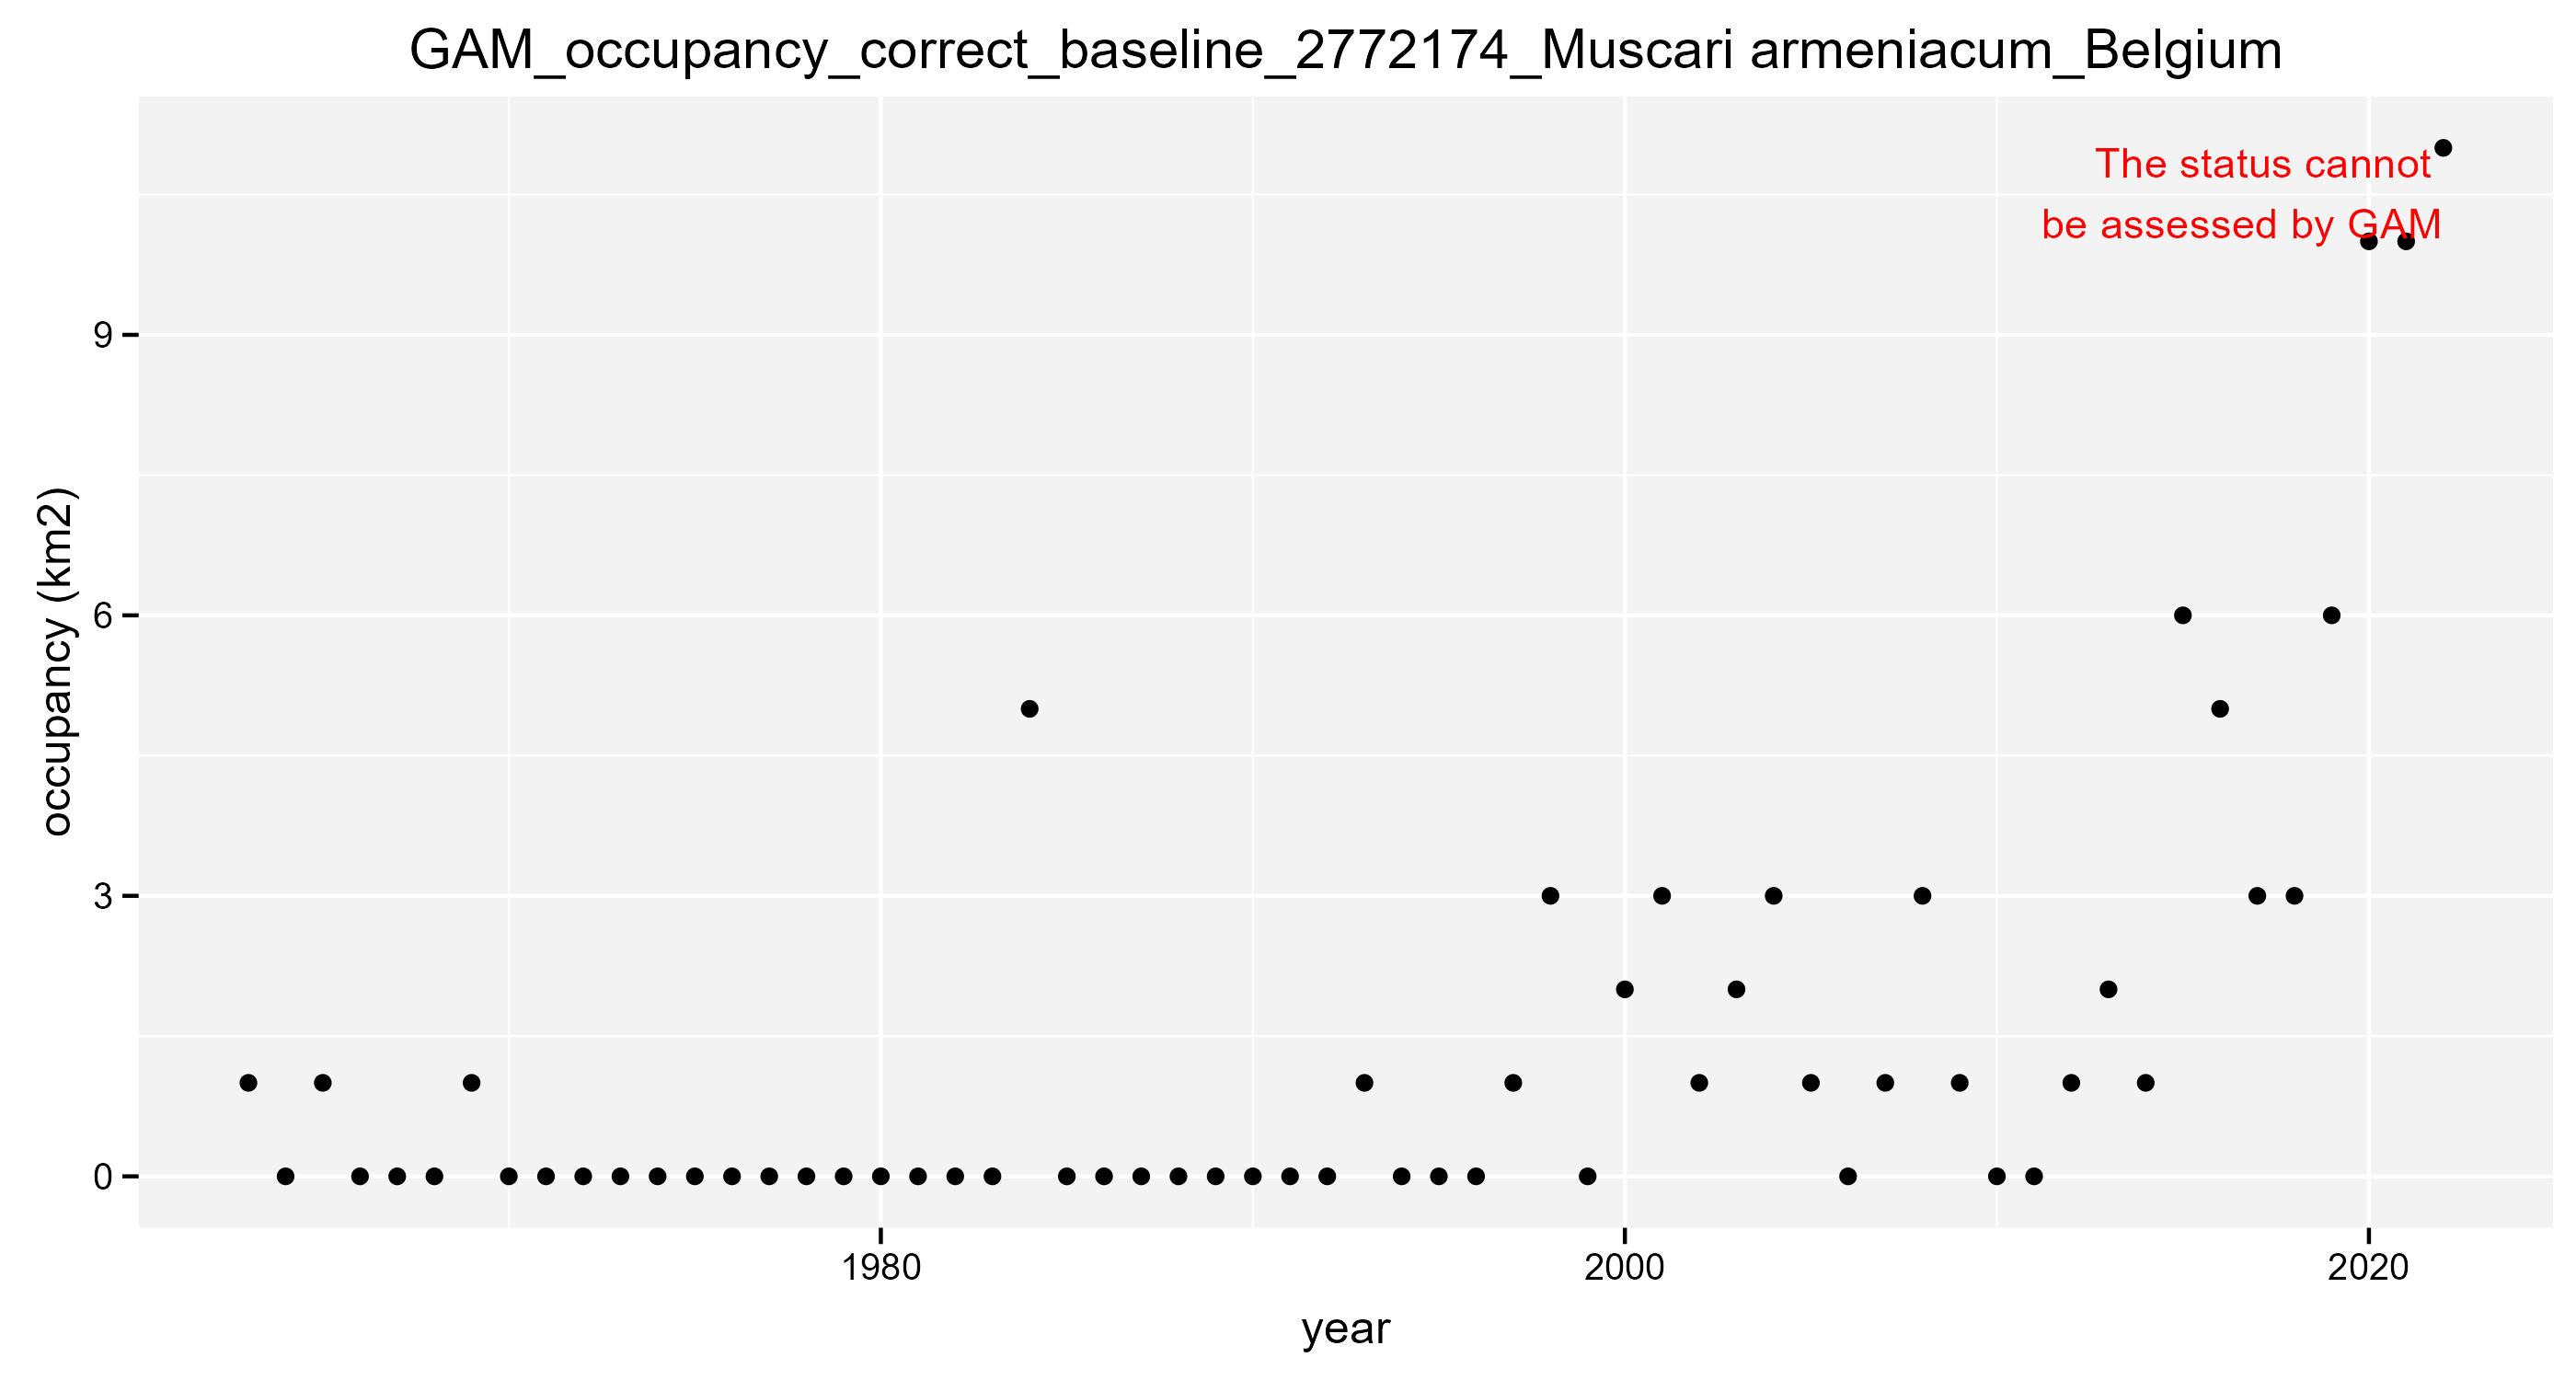 GAM_occupancy_correct_baseline_2772174_Muscari armeniacum_Belgium
The status cannot
be assessed by GAM
9
6
3
0
occupancy (km2)
1980
2000
2020
year